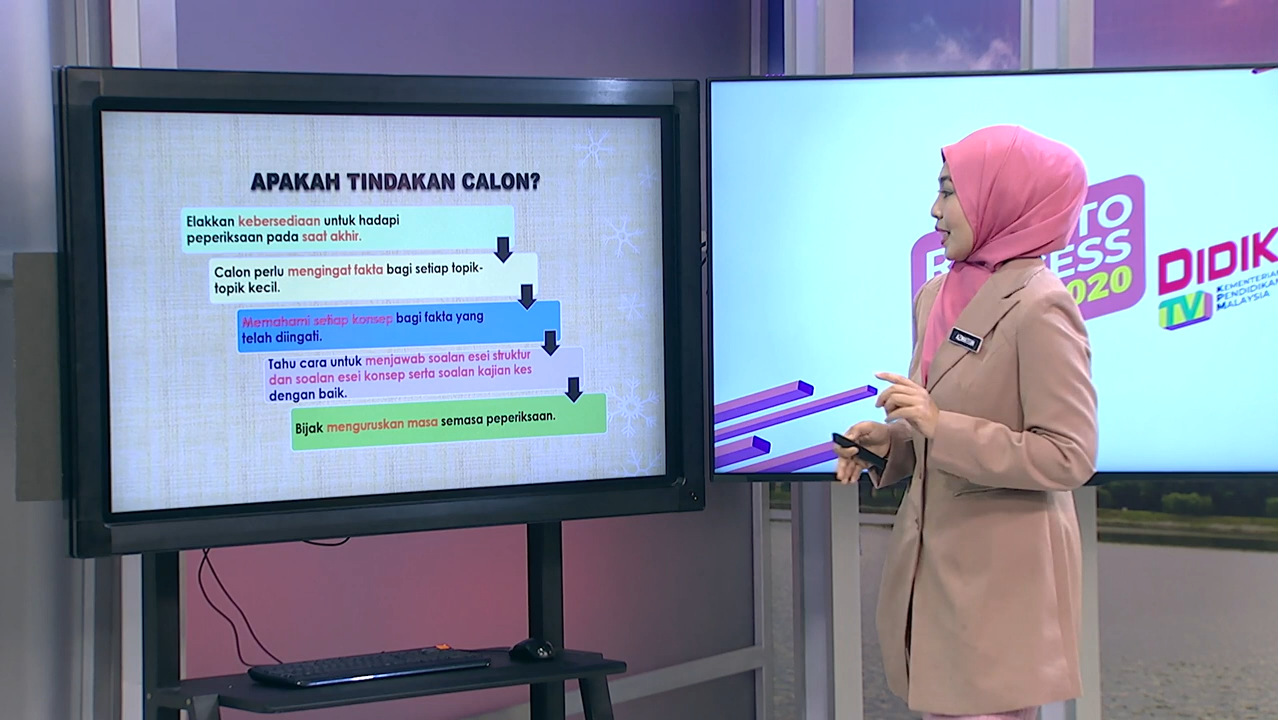 APAKAH TINDAKAN CALON?
Elakkan kebersediaan untuk hadapi
peperiksaan pada saat akhir.
Calon perlu mengingat fakta bagi setiap topik-
topik kecil.
Memahami setiap konsep bagi fakta yang
telah diingati.
Tahu cara untuk menjawab soalan esei struktur
dan soalan esei konsep serta soalan kajian kes
dengan baik.
Bijak menguruskan masa semasa peperiksaan.
TO
ESS
2020
DIDIK
TV
KEMENTERIAN
PENDIDIKAN
MALAYSIA